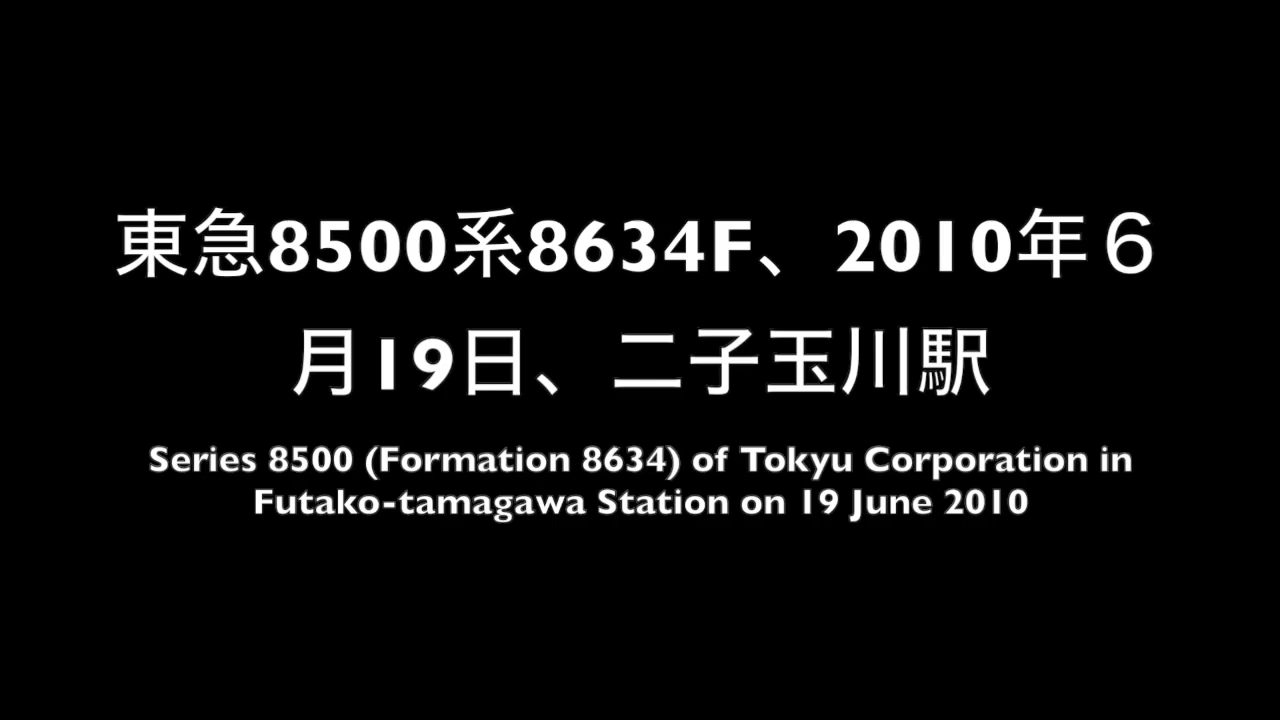 東急8500系8634F、2010年６
月19日、二子玉川駅
Series 8500 (Formation 8634) of Tokyu Corporation in
Futako-tamagawa Station on 19 June 2010